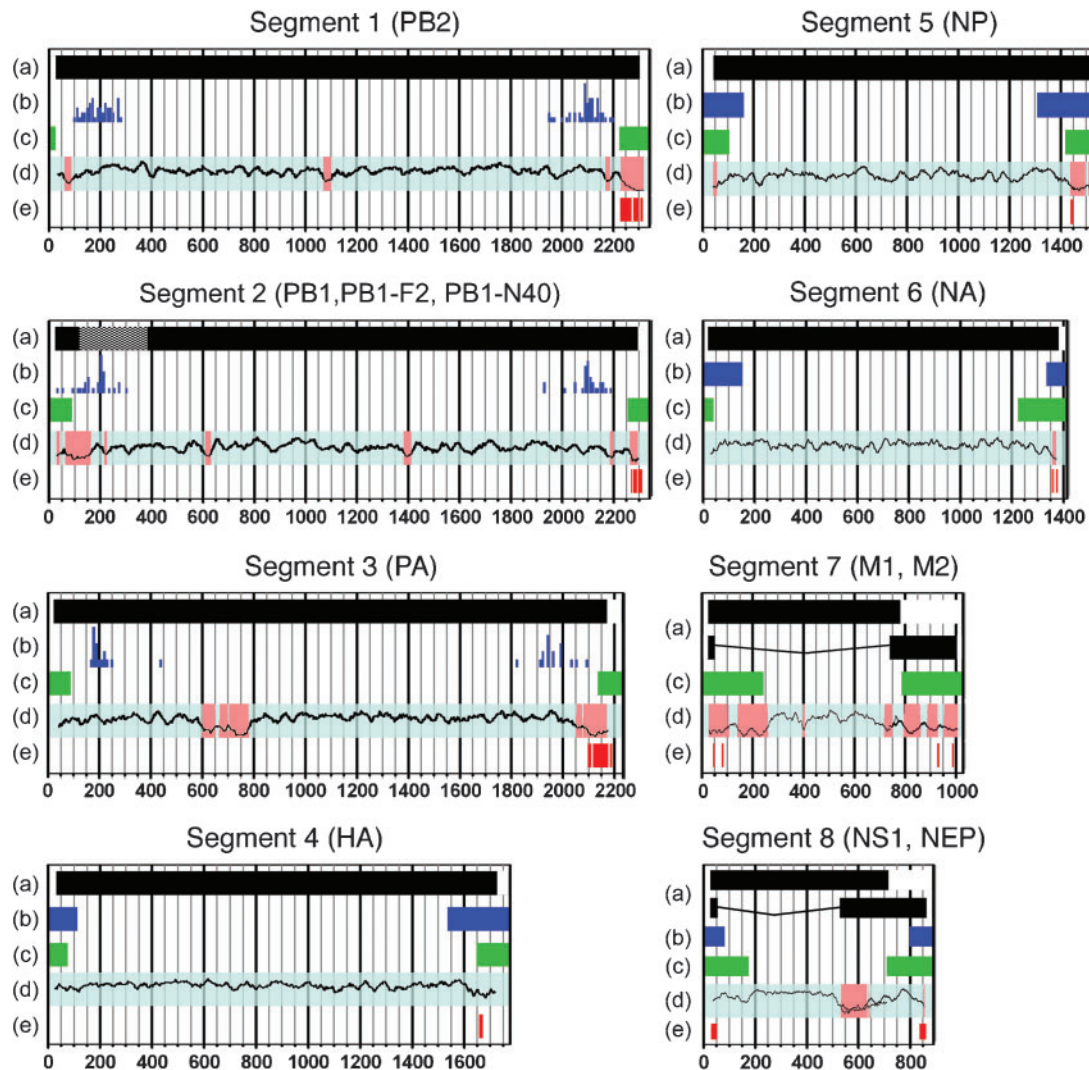 Segment 1 (PB2)
(a)
(b)
(c)
(d)
(e)
0 200 400 600 800 1000 1200 1400 1600 1800 2000 2200
Segment 2 (PB1,PB1-F2, PB1-N40)
(a)
(b)
(c)
(d)
(e)
0 200 400 600 800 1000 1200 1400 1600 1800 2000 2200
Segment 3 (PA)
(a)
(b)
(c)
(d)
(e)
0 200 400 600 800 1000 1200 1400 1600 1800 2000 2200
Segment 4 (HA)
(a)
(b)
(c)
(d)
(e)
0 200 400 600 800 1000 1200 1400 1600
Segment 5 (NP)
(a)
(b)
(c)
(d)
(e)
0 200 400 600 800 1000 1200 1400
Segment 6 (NA)
(a)
(b)
(c)
(d)
(e)
0 200 400 600 800 1000 1200 1400
Segment 7 (M1, M2)
(a)
(c)
(d)
(e)
0 200 400 600 800 1000
Segment 8 (NS1, NEP)
(a)
(b)
(c)
(d)
(e)
0 200 400 600 800